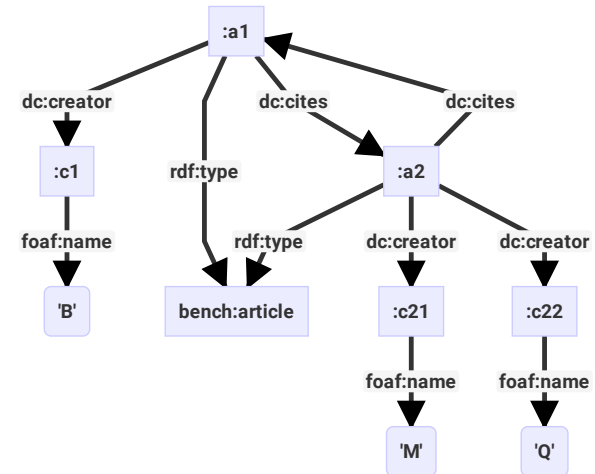 :a1
dc:creator
dc:cites
dc:cites
:c1
rdf:type
:a2
foaf:name
rdf:type
dc:creator
dc:creator
'B'
bench:article
:c21
:c22
foaf:name
foaf:name
'M'
'Q'